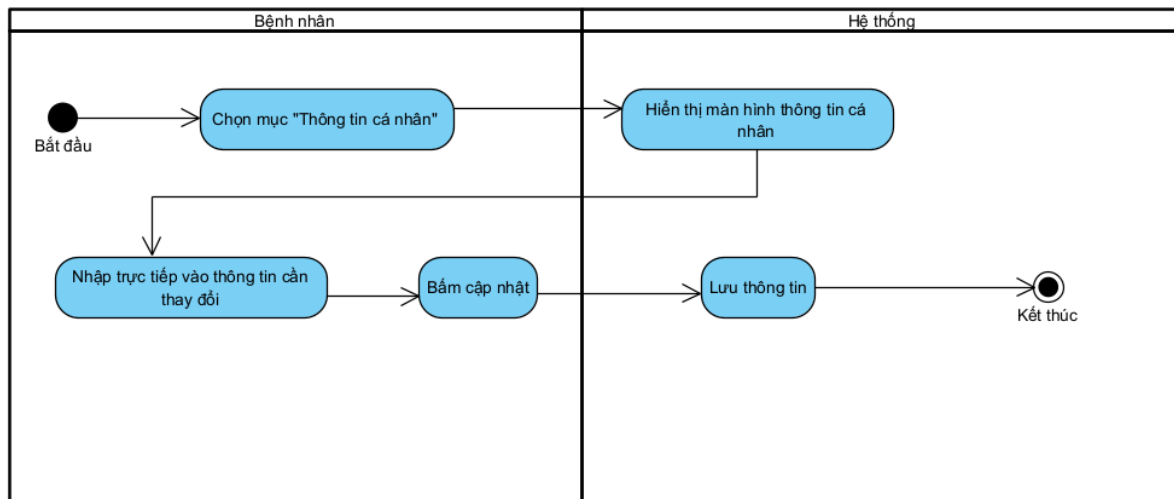 Bệnh nhân
Hệ thống
Bắt đầu
Chọn mục "Thông tin cá nhân"
Hiển thị màn hình thông tin cá
nhân
Nhập trực tiếp vào thông tin cần
thay đổi
Bấm cập nhật
Lưu thông tin
Kết thúc